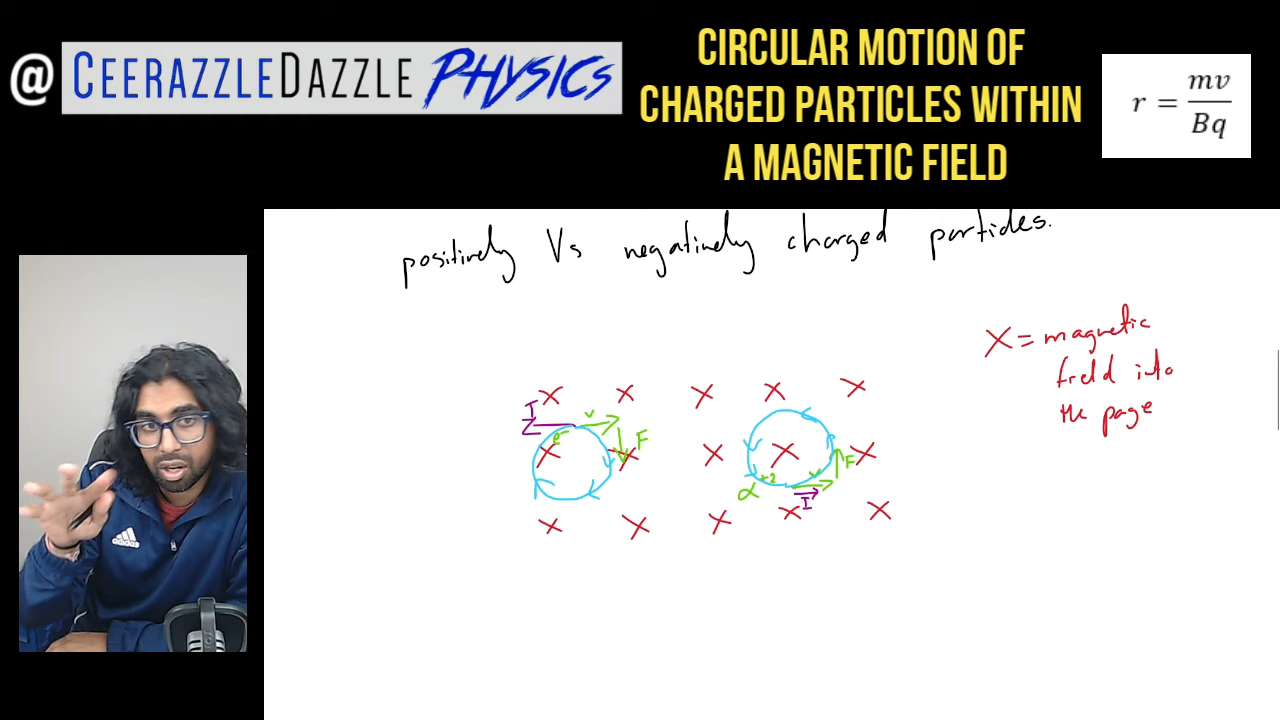 @ CEERAZZLEDAZZLE PHYSICS
CIRCULAR MOTION OF
CHARGED PARTICLES WITHIN
A MAGNETIC FIELD
r = mv / Bq
positively Vs negatively charged particles.
X = magnetic
field into
the page
I
v
e-
F
F
α+2
v
I